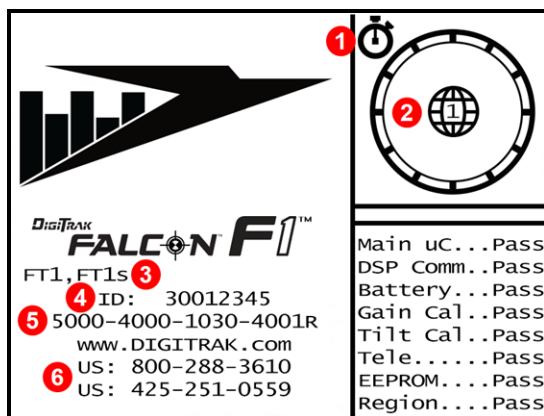 DIGITRAK
FALCON F1™
FT1,FT1s 3
4 ID: 30012345
5 5000-4000-1030-4001R
www.DIGITRAK.com
6 US: 800-288-3610
US: 425-251-0559
1
2 1
Main uC...Pass
DSP Comm..Pass
Battery...Pass
Gain Cal..Pass
Tilt Cal..Pass
Tele......Pass
EEPROM....Pass
Region....Pass